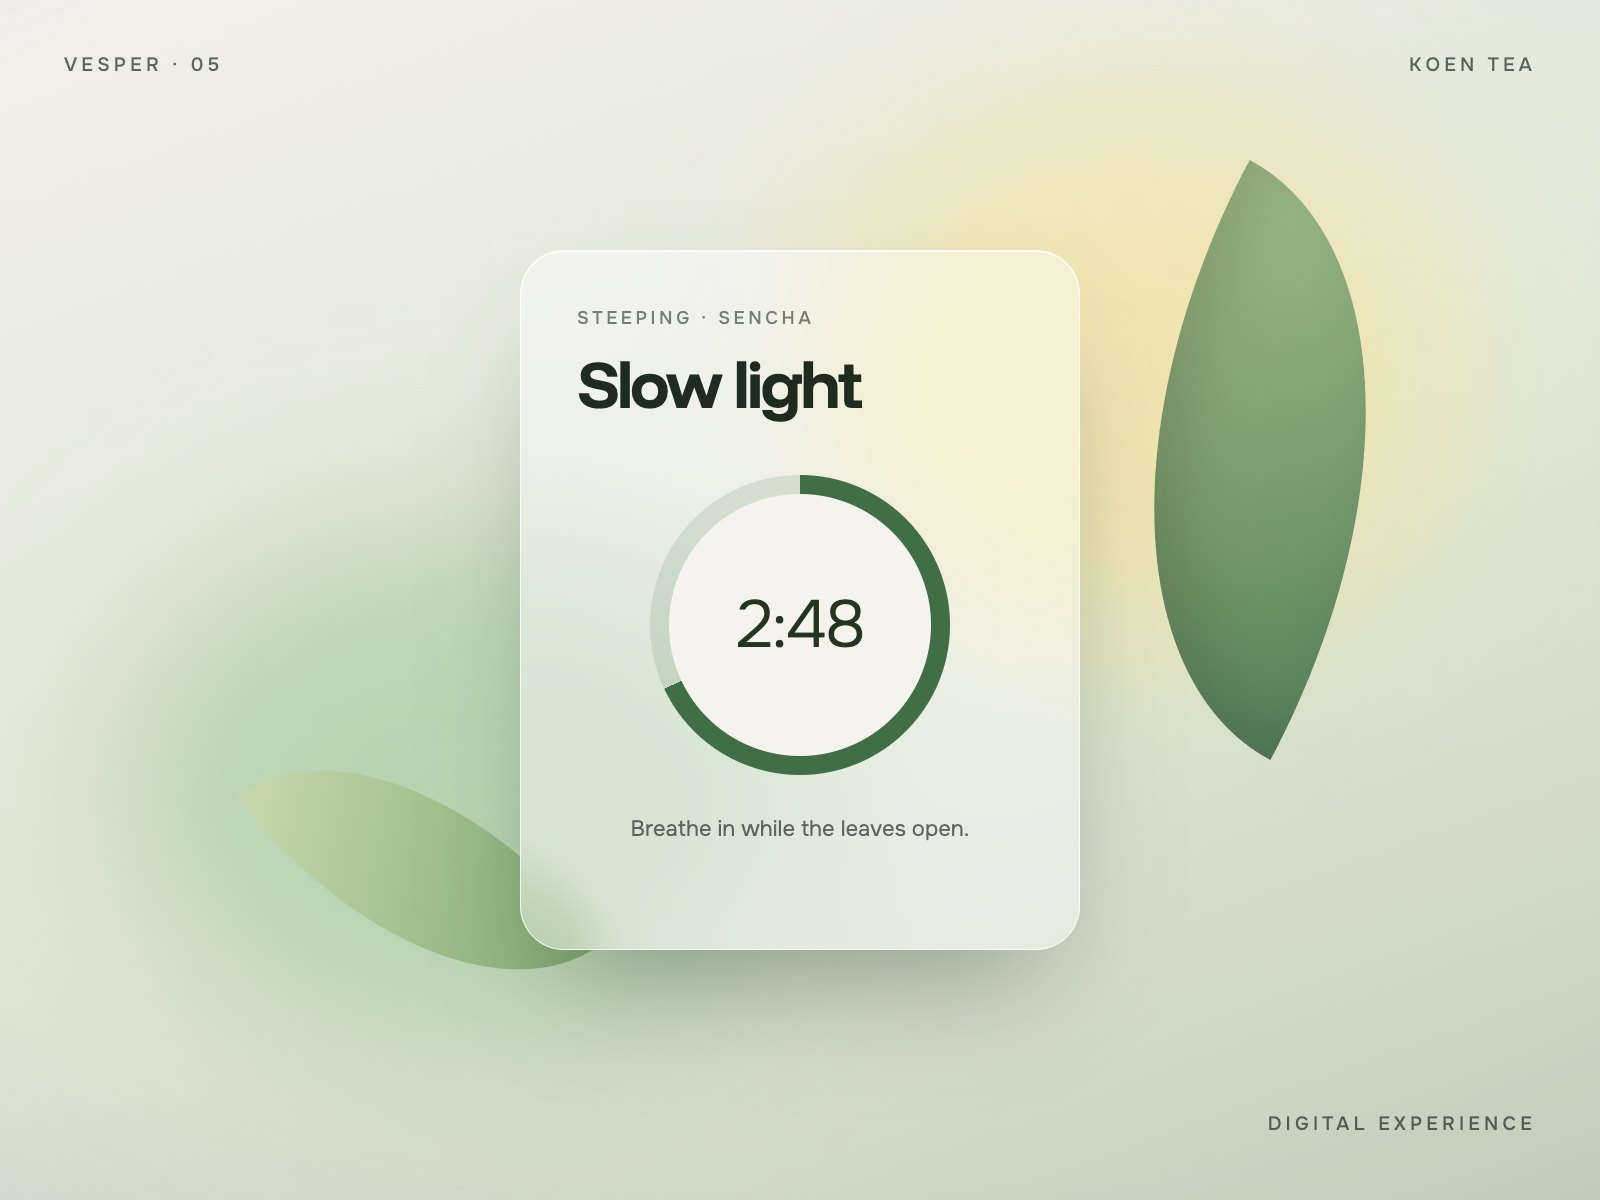 VESPER · 05
KOEN TEA
STEEPING · SENCHA
Slow light
2:48
Breathe in while the leaves open.
DIGITAL EXPERIENCE